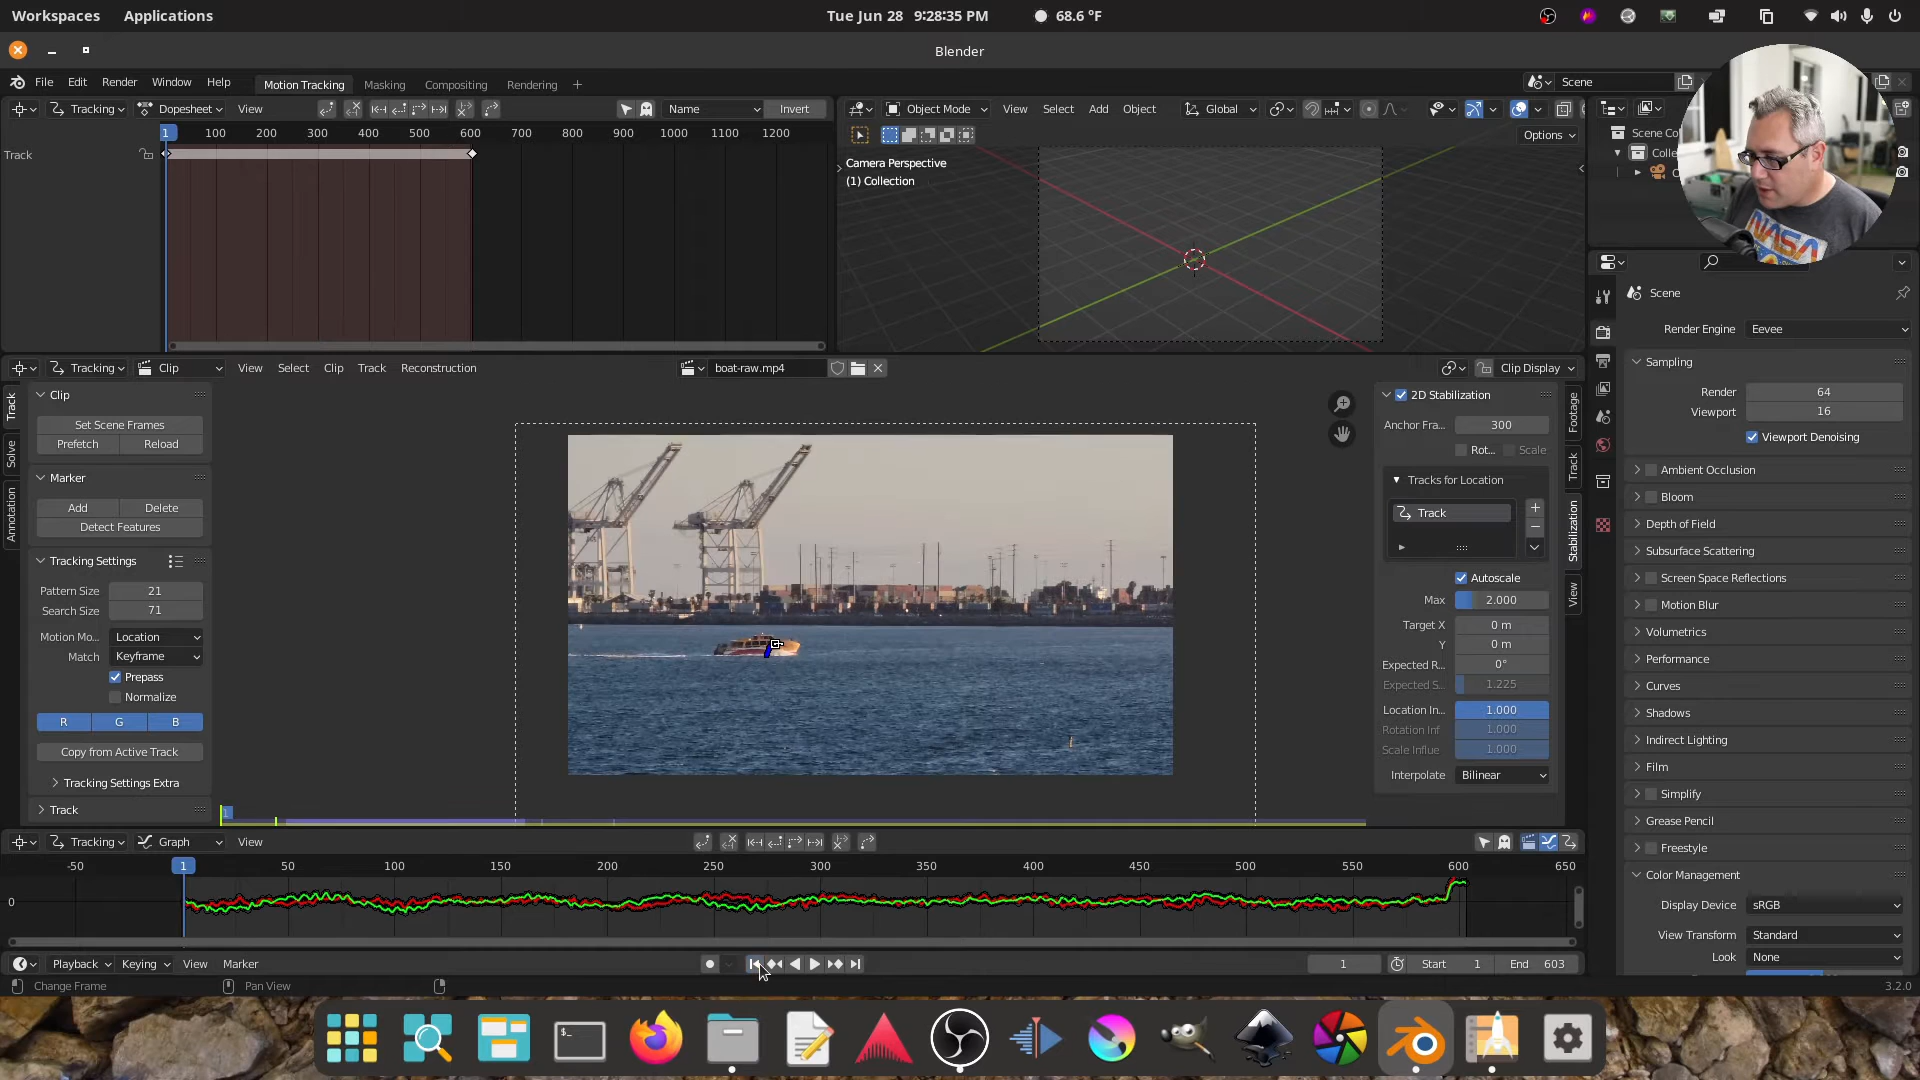 Workspaces Applications Tue Jun 28 9:28:35 PM 68.6 °F
Blender
File Edit Render Window Help Motion Tracking Masking Compositing Rendering + Scene
Tracking Dopesheet View Name Invert Object Mode View Select Add Object Global
1 100 200 300 400 500 600 700 800 900 1000 1100 1200 Options
Track
Camera Perspective
(1) Collection
Scene Co
Colle
Scene
Render Engine Eevee
Sampling
Render 64
Viewport 16
Viewport Denoising
Ambient Occlusion
Bloom
Depth of Field
Subsurface Scattering
Screen Space Reflections
Motion Blur
Volumetrics
Performance
Curves
Shadows
Indirect Lighting
Film
Simplify
Grease Pencil
Freestyle
Color Management
Display Device sRGB
View Transform Standard
Look None
Tracking Clip View Select Clip Track Reconstruction boat-raw.mp4 Clip Display
Track
Solve
Annotation
Clip
Set Scene Frames
Prefetch Reload
Marker
Add Delete
Detect Features
Tracking Settings
Pattern Size 21
Search Size 71
Motion Mo... Location
Match Keyframe
Prepass
Normalize
R G B
Copy from Active Track
Tracking Settings Extra
Track
1
2D Stabilization
Anchor Fra... 300
Rot... Scale
Tracks for Location
Track
Autoscale
Max 2.000
Target X 0 m
Y 0 m
Expected R... 0°
Expected S... 1.225
Location In... 1.000
Rotation Inf 1.000
Scale Influe 1.000
Interpolate Bilinear
Footage
Track
Stabilization
View
Tracking Graph View
-50 1 50 100 150 200 250 300 350 400 450 500 550 600 650
0
Playback Keying View Marker 1 Start 1 End 603
Change Frame Pan View 3.2.0
NASA